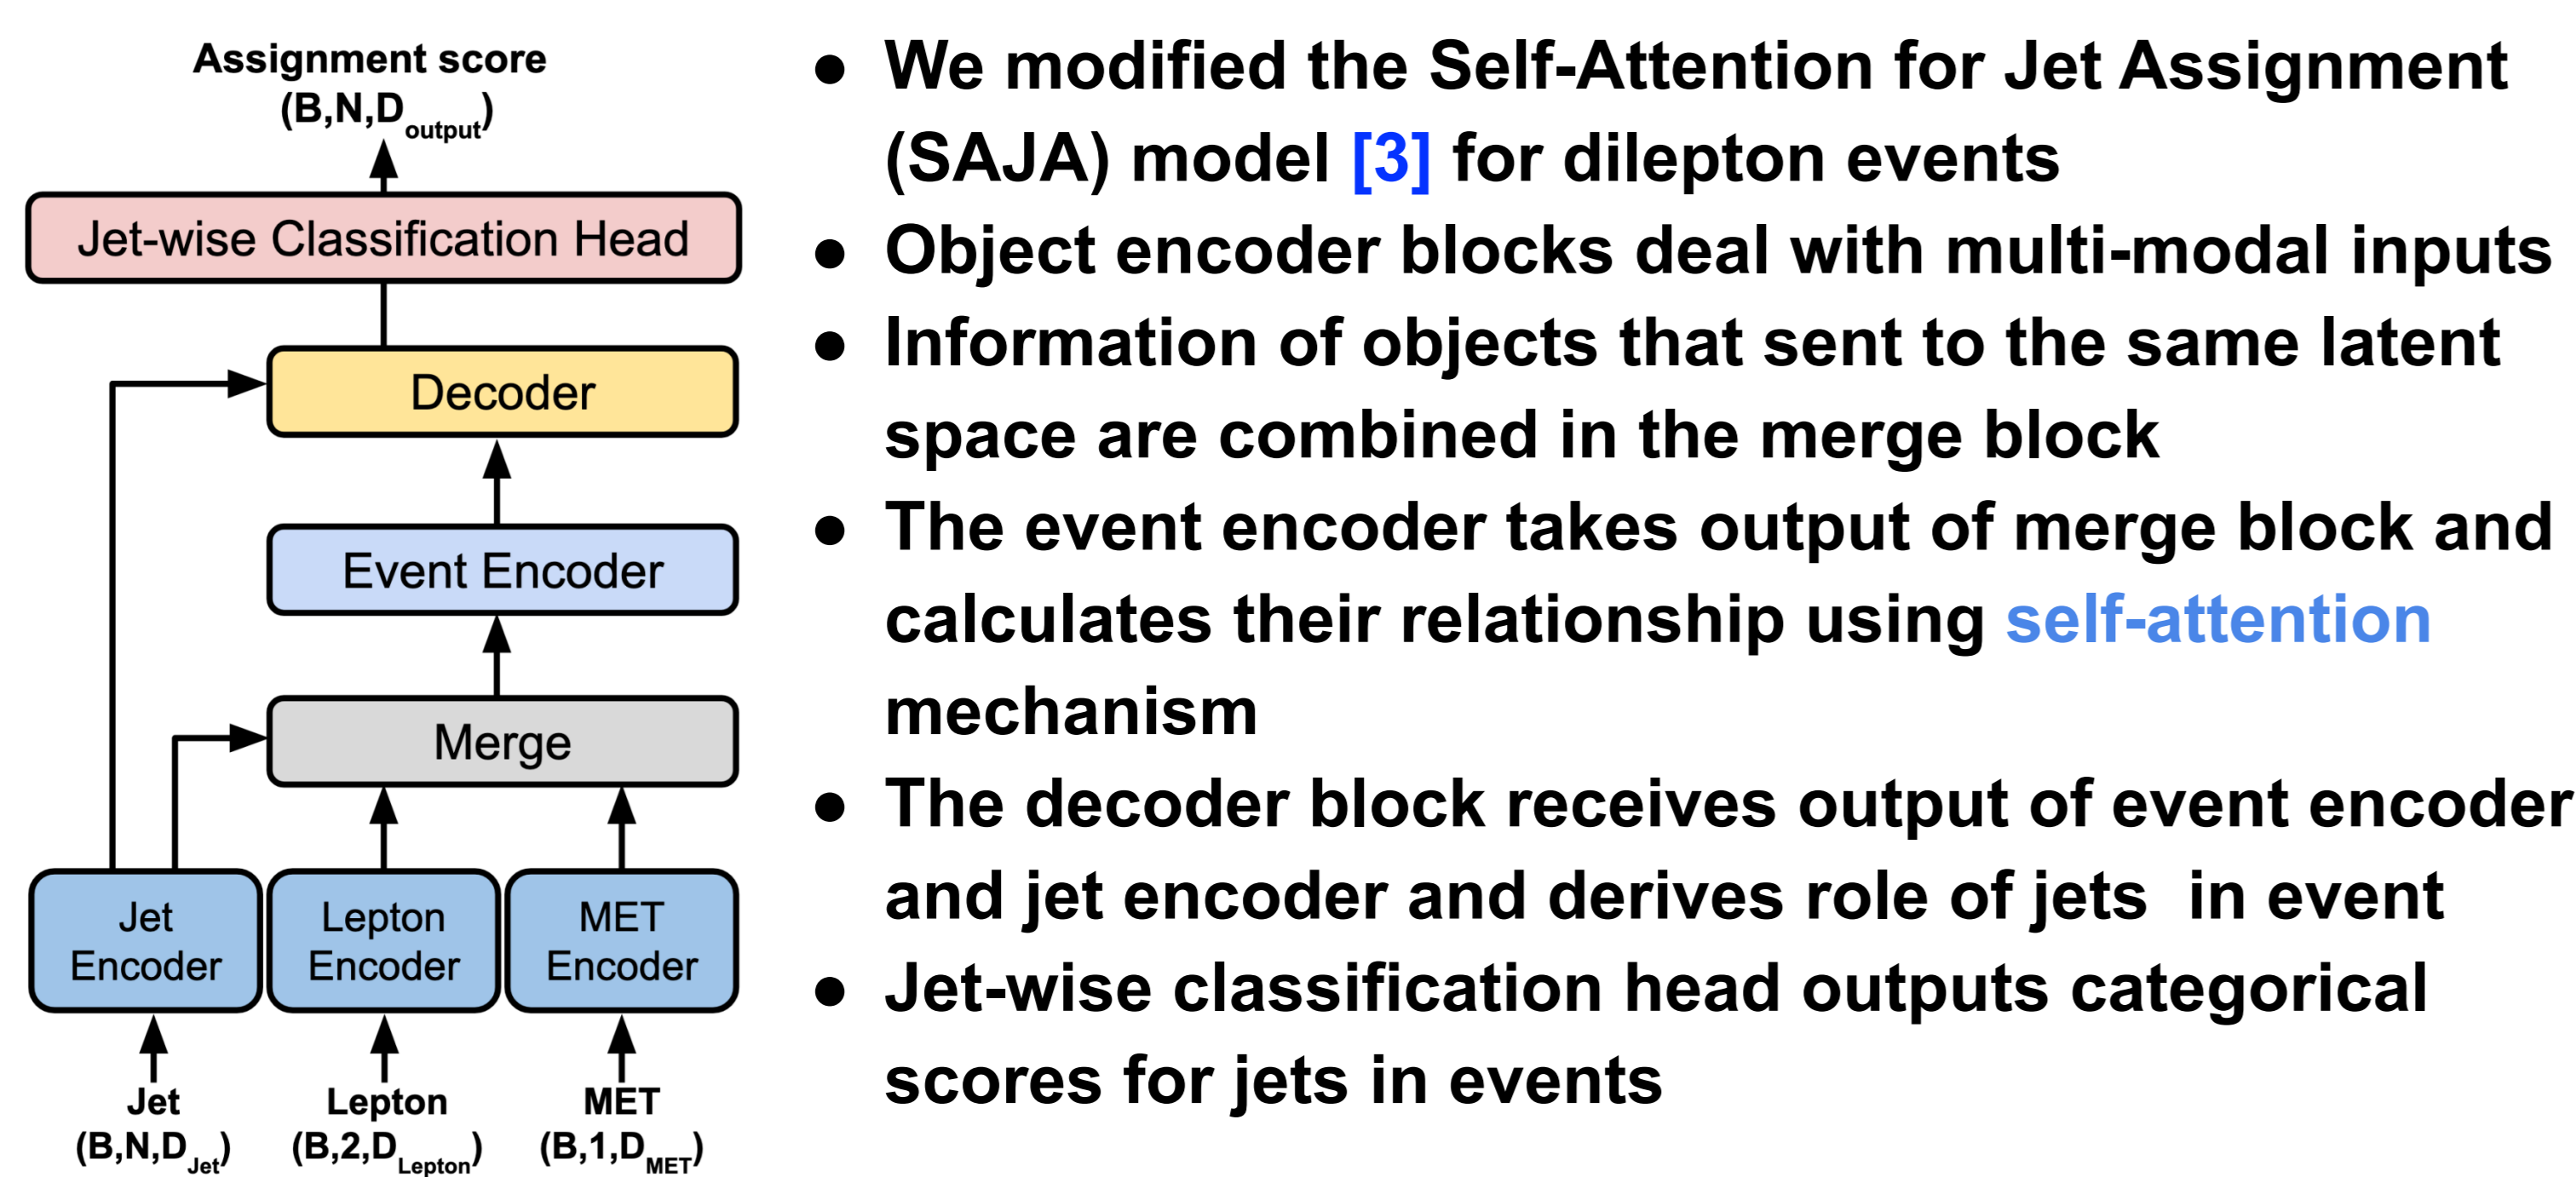 Assignment score
(B,N,D_output)
Jet-wise Classification Head
Decoder
Event Encoder
Merge
Jet
Encoder
Lepton
Encoder
MET
Encoder
Jet
(B,N,D_Jet)
Lepton
(B,2,D_Lepton)
MET
(B,1,D_MET)
● We modified the Self-Attention for Jet Assignment
(SAJA) model [3] for dilepton events
● Object encoder blocks deal with multi-modal inputs
● Information of objects that sent to the same latent
space are combined in the merge block
● The event encoder takes output of merge block and
calculates their relationship using self-attention
mechanism
● The decoder block receives output of event encoder
and jet encoder and derives role of jets in event
● Jet-wise classification head outputs categorical
scores for jets in events